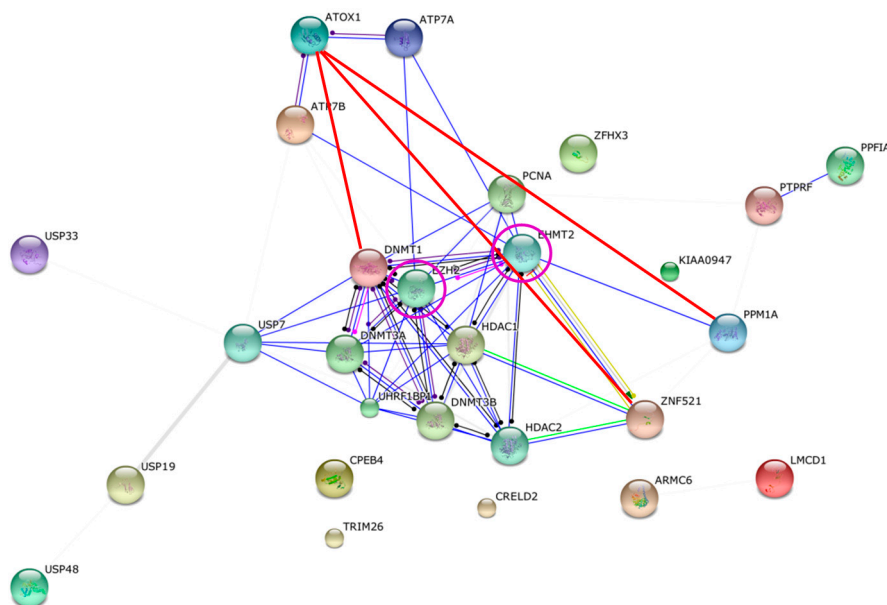 ATOX1
ATP7A
ATP7B
ZFHX3
PPFIA
PCNA
PTPRF
USP33
DNMT1
EHMT2
EZH2
KIAA0947
PPM1A
USP7
HDAC1
DNMT3A
UHRF1BP1
DNMT3B
ZNF521
HDAC2
USP19
CPEB4
LMCD1
ARMC6
CRELD2
TRIM26
USP48